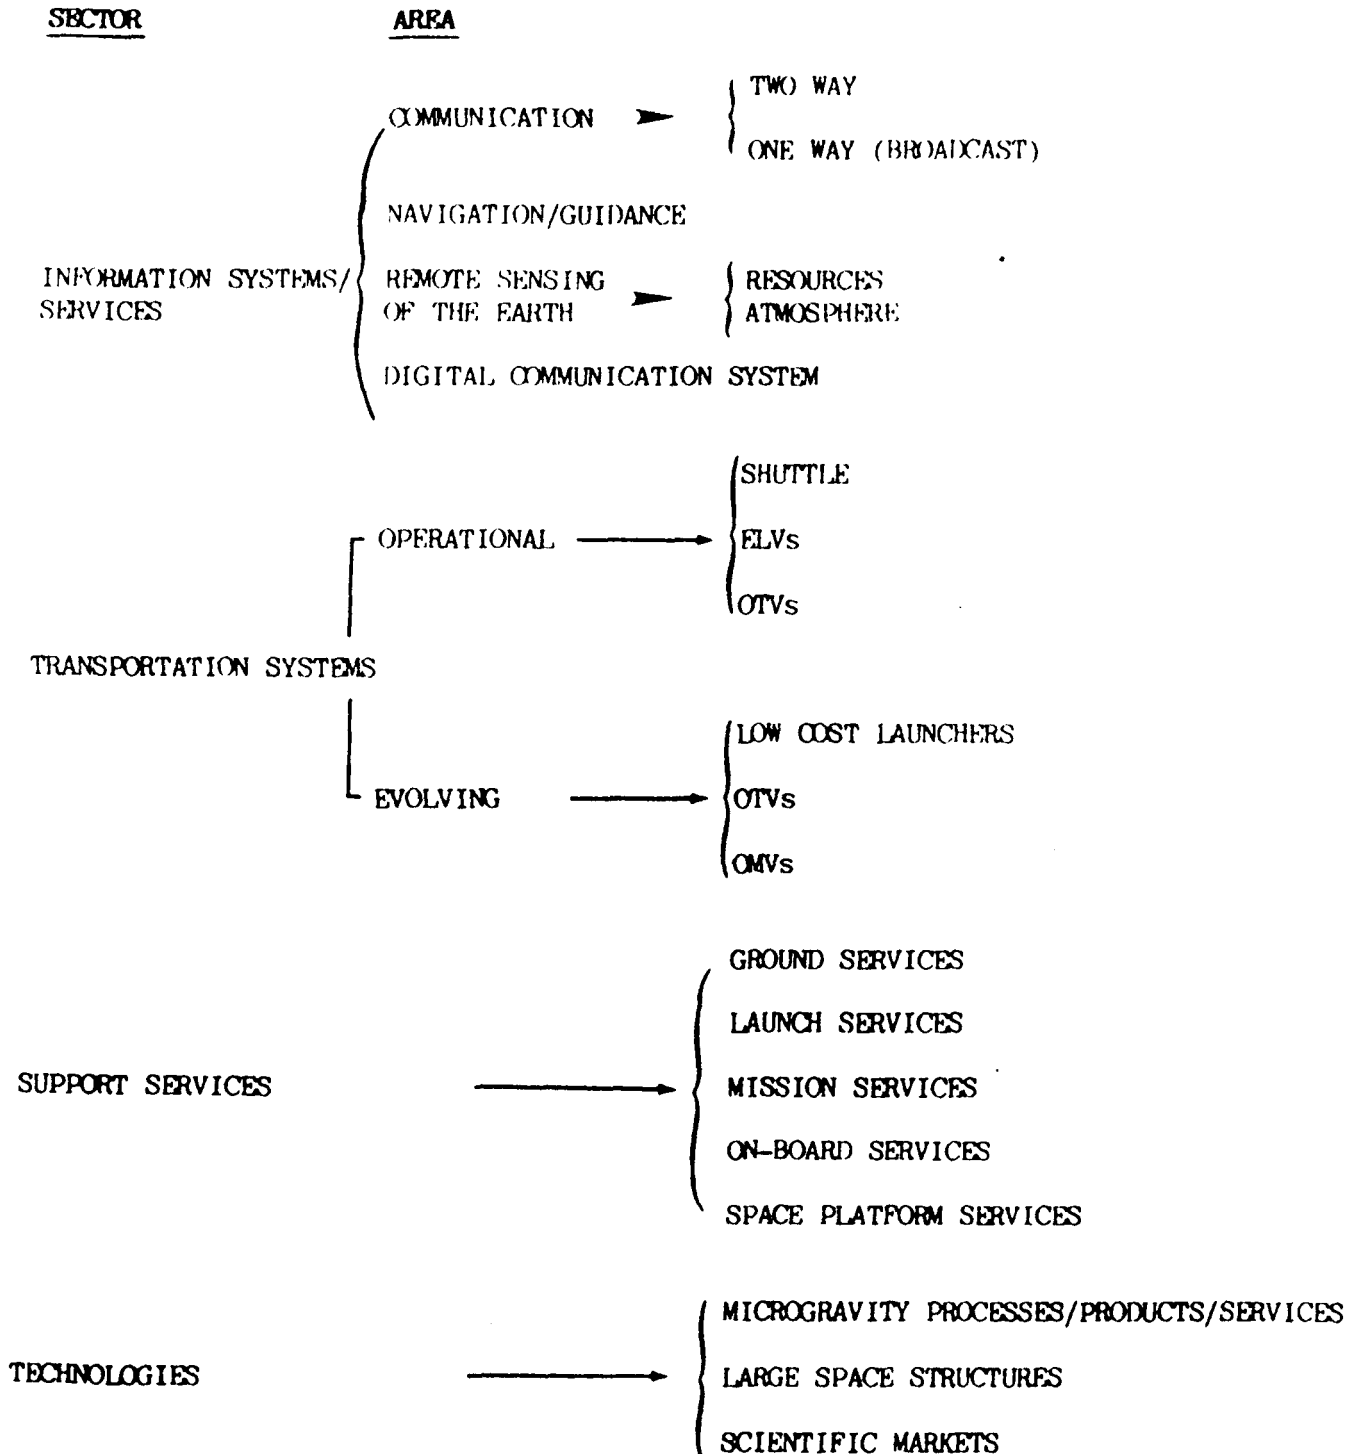 SECTOR AREA
COMMUNICATION
TWO WAY
ONE WAY (BROADCAST)
NAVIGATION/GUIDANCE
INFORMATION SYSTEMS/
SERVICES
REMOTE SENSING
OF THE EARTH
RESOURCES
ATMOSPHERE
DIGITAL COMMUNICATION SYSTEM
TRANSPORTATION SYSTEMS
OPERATIONAL
SHUTTLE
ELVs
OTVs
EVOLVING
LOW COST LAUNCHERS
OTVs
OMVs
SUPPORT SERVICES
GROUND SERVICES
LAUNCH SERVICES
MISSION SERVICES
ON-BOARD SERVICES
SPACE PLATFORM SERVICES
TECHNOLOGIES
MICROGRAVITY PROCESSES/PRODUCTS/SERVICES
LARGE SPACE STRUCTURES
SCIENTIFIC MARKETS